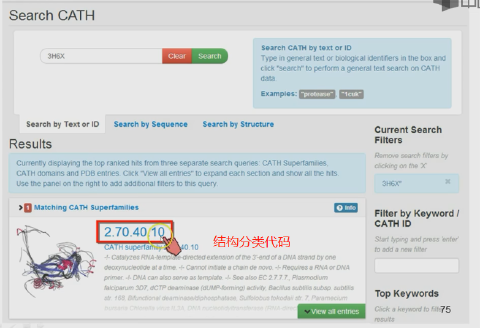 Search CATH
3H6X
Clear
Search
Search CATH by text or ID
Type in general text or biological identifiers in the box and
click "search" to perform a general text search on CATH
data.
Examples: "protease" "1cuk"
Search by Text or ID
Search by Sequence
Search by Structure
Results
Currently displaying the top ranked hits from three separate search queries: CATH Superfamilies,
CATH domains and PDB entries. Click "View all entries" to expand each section and show all the hits.
Use the panel on the right to add additional filters to this query.
Current Search
Filters
Remove search filters by
clicking on the 'X'
3H6X"
1 Matching CATH Superfamilies
Info
2.70.40.10
CATH superfamily 2.70.40.10
结构分类代码
-!- Catalyzes RNA-template-directed extension of the 3'-end of a DNA strand by one
deoxynucleotide at a time. -!- Cannot initiate a chain de novo. -!- Requires a RNA or DNA
primer. -!- DNA can also serve as template. -!- See also EC 2.7.7.7., Plasmodium
falciparum 3D7, dCTP deaminase (dUMP-forming) activity, Bacillus subtilis subsp. subtilis
str. 168, Bifunctional deaminase/diphosphatase, Sulfolobus tokodaii str. 7, Paramecium
View all entries
Filter by Keyword /
CATH ID
Start typing and press 'enter'
to add a new filter
Top Keywords
Click a keyword to filter
results
75